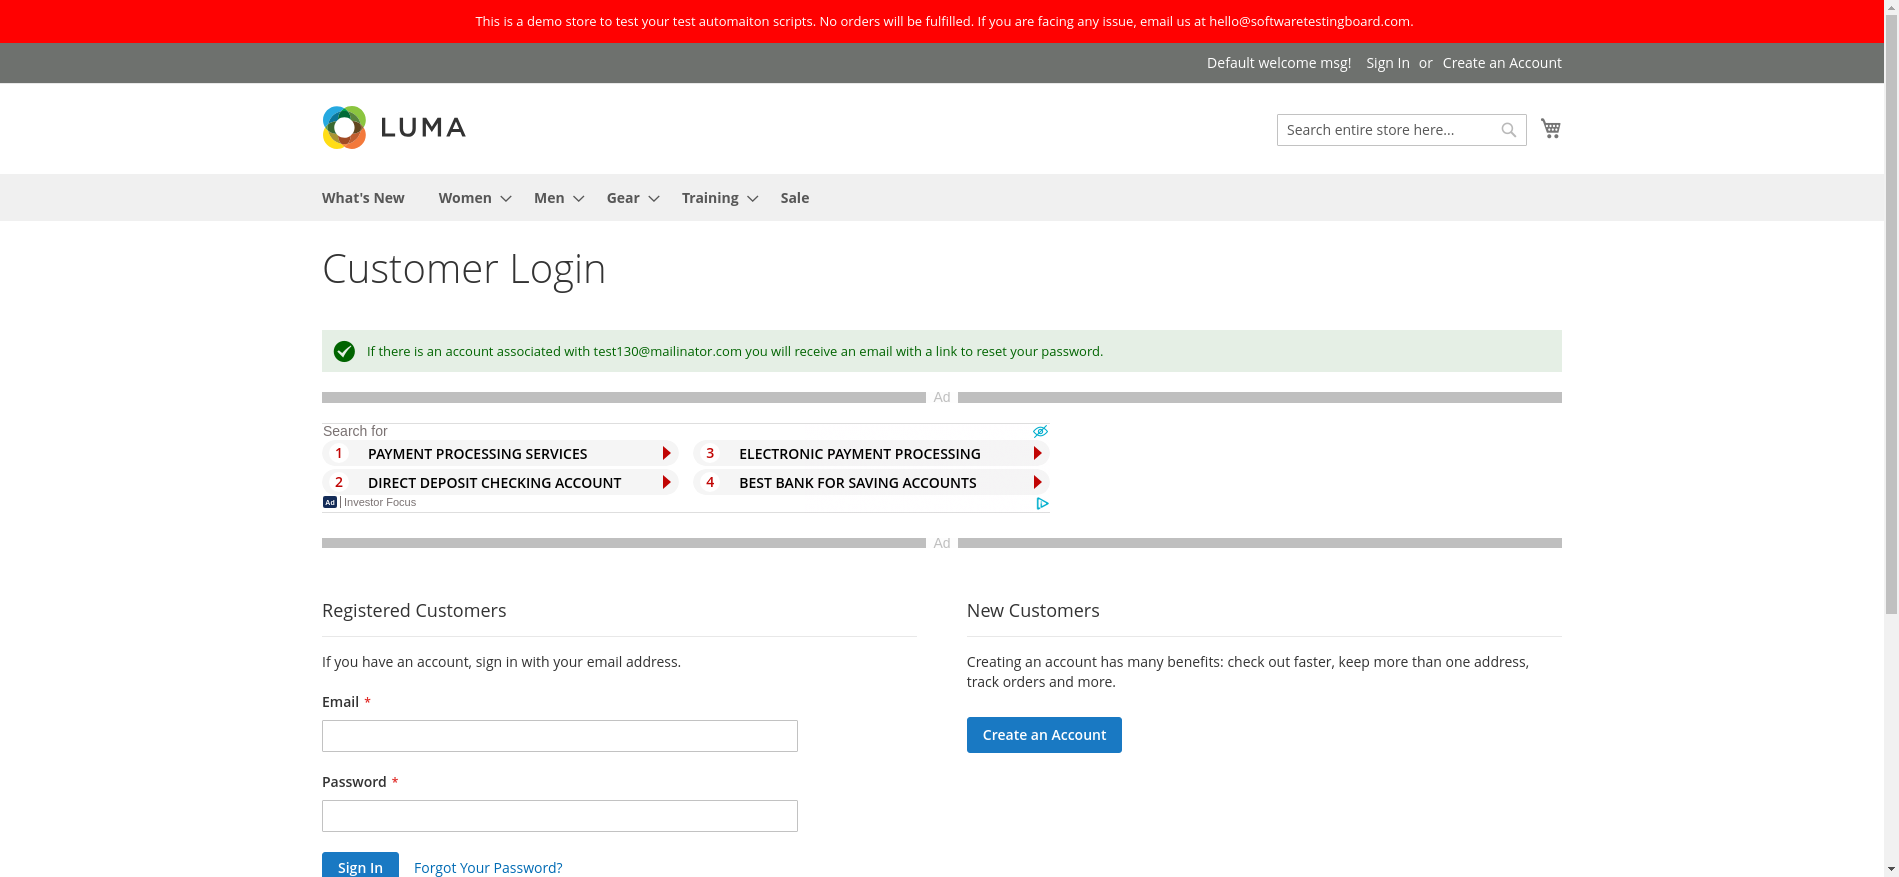 This is a demo store to test your test automaiton scripts. No orders will be fulfilled. If you are facing any issue, email us at hello@softwaretestingboard.com.
Default welcome msg! Sign In or Create an Account
LUMA
Search entire store here...
What's New Women Men Gear Training Sale
Customer Login
If there is an account associated with test130@mailinator.com you will receive an email with a link to reset your password.
Ad
Search for
1 PAYMENT PROCESSING SERVICES
3 ELECTRONIC PAYMENT PROCESSING
2 DIRECT DEPOSIT CHECKING ACCOUNT
4 BEST BANK FOR SAVING ACCOUNTS
Ad Investor Focus
Ad
Registered Customers
If you have an account, sign in with your email address.
Email *
Password *
Sign In Forgot Your Password?
New Customers
Creating an account has many benefits: check out faster, keep more than one address,
track orders and more.
Create an Account